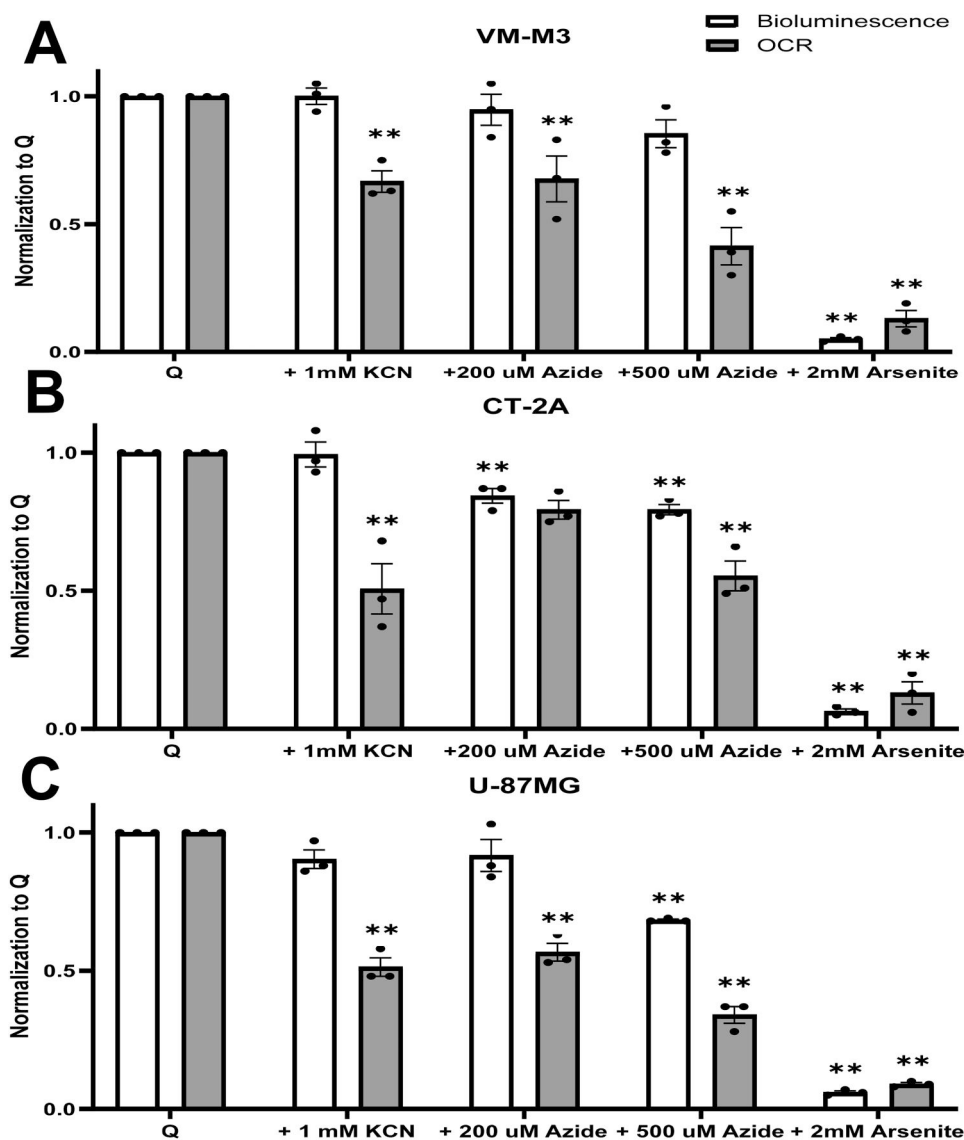 A
VM-M3
Bioluminescence
OCR
Normalization to Q
1.0
**
**
**
0.5
**
**
0.0
Q
+ 1mM KCN
+200 uM Azide
+500 uM Azide
+ 2mM Arsenite
B
CT-2A
Normalization to Q
1.0
**
**
**
**
0.5
**
**
0.0
Q
+ 1mM KCN
+200 uM Azide
+500 uM Azide
+ 2mM Arsenite
C
U-87MG
Normalization to Q
1.0
**
**
**
**
0.5
**
**
0.0
Q
+ 1 mM KCN
+ 200 uM Azide
+ 500 uM Azide
+ 2mM Arsenite